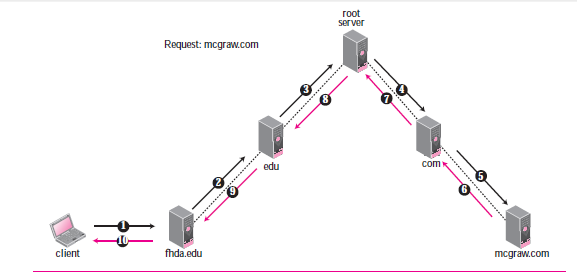 root
server
Request: mcgraw.com
3
4
8
7
edu
com
2
5
9
6
1
10
client
fhda.edu
mcgraw.com